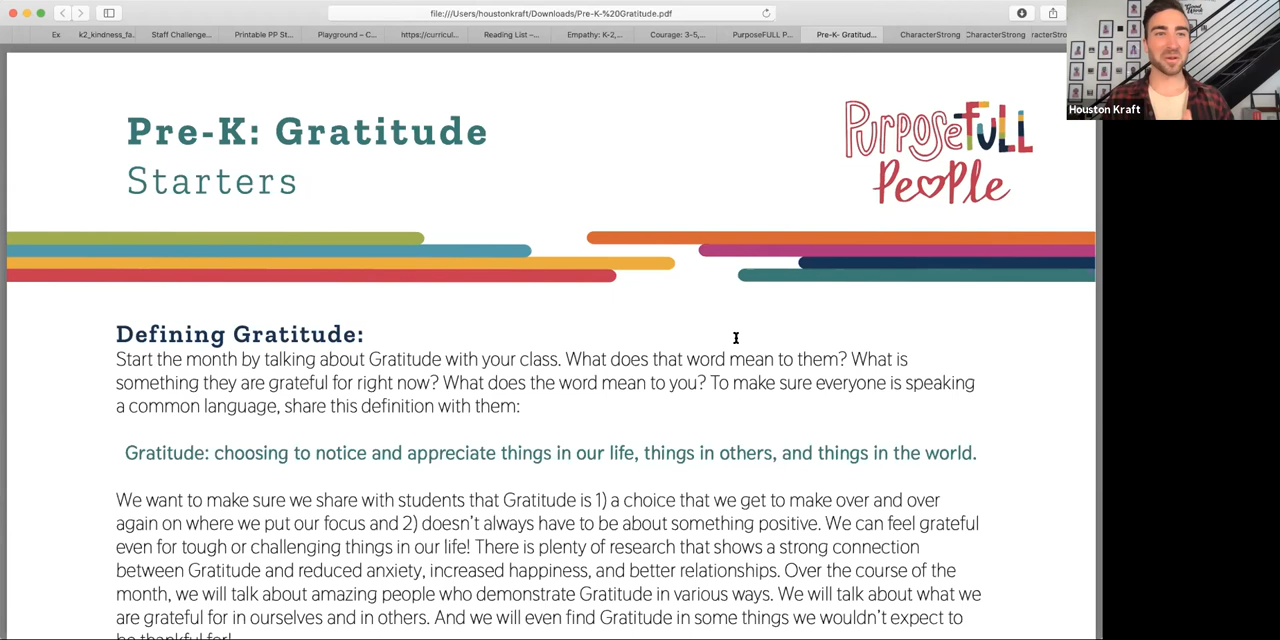 file:///Users/houstonkraft/Downloads/Pre-K-%20Gratitude.pdf
Ex
k2_kindness_fa.
Staff Challenge...
Printable PP St...
Playground – C...
https://curricul...
Reading List –...
Empathy: K-2,...
Courage: 3-5,...
PurposeFULL P...
Pre-K- Gratitud...
CharacterStrong
CharacterStrong
racterStro
Houston Kraft
Pre-K: Gratitude
Starters
PurposeFULL
People
Defining Gratitude:
Start the month by talking about Gratitude with your class. What does that word mean to them? What is
something they are grateful for right now? What does the word mean to you? To make sure everyone is speaking
a common language, share this definition with them:
Gratitude: choosing to notice and appreciate things in our life, things in others, and things in the world.
We want to make sure we share with students that Gratitude is 1) a choice that we get to make over and over
again on where we put our focus and 2) doesn't always have to be about something positive. We can feel grateful
even for tough or challenging things in our life! There is plenty of research that shows a strong connection
between Gratitude and reduced anxiety, increased happiness, and better relationships. Over the course of the
month, we will talk about amazing people who demonstrate Gratitude in various ways. We will talk about what we
are grateful for in ourselves and in others. And we will even find Gratitude in some things we wouldn't expect to
be thankful for!